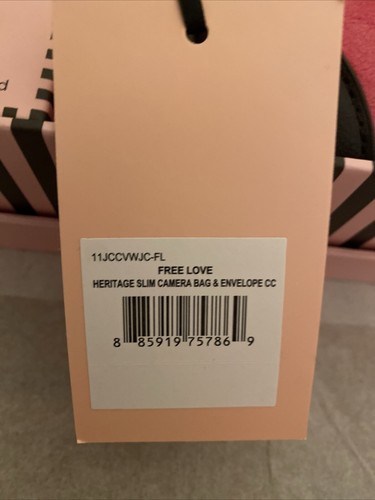 d
11JCCVWJC-FL
FREE LOVE
HERITAGE SLIM CAMERA BAG & ENVELOPE CC
8 85919 75786 9